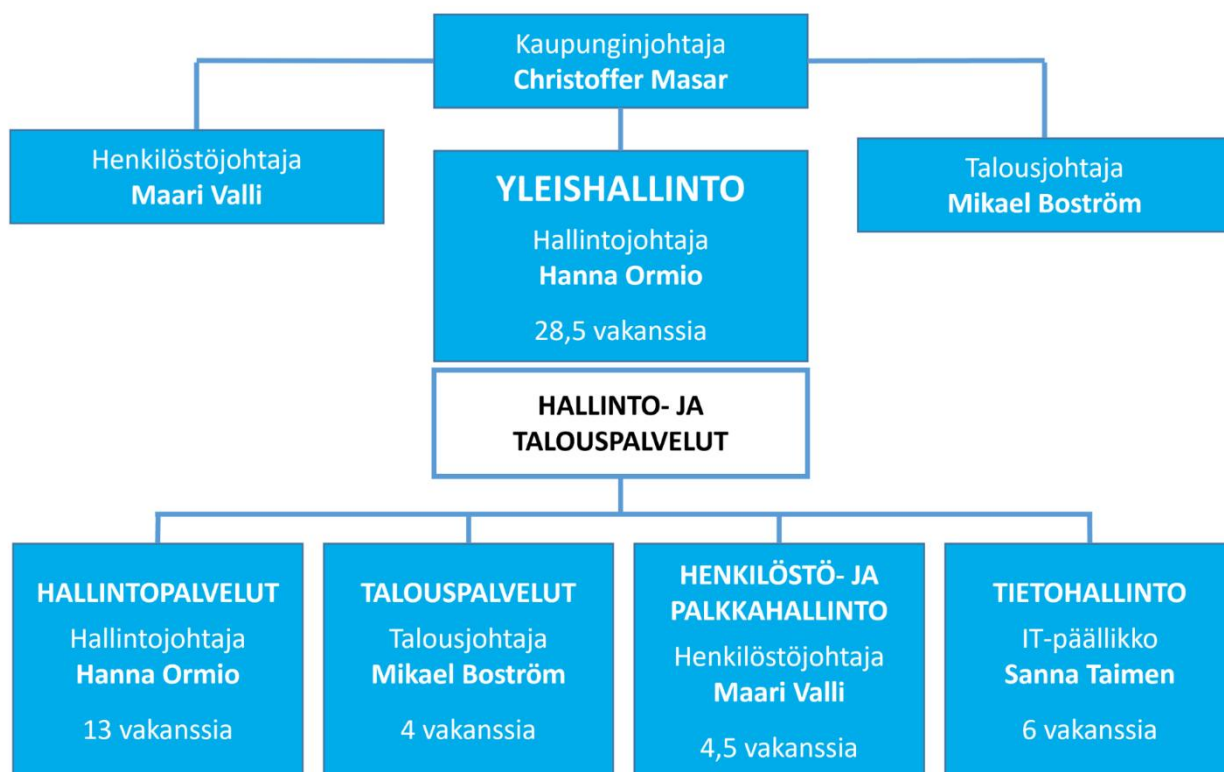 Kaupunginjohtaja
Christoffer Masar
Henkilöstöjohtaja
Maari Valli
YLEISHALLINTO
Hallintojohtaja
Hanna Ormio
28,5 vakanssia
Talousjohtaja
Mikael Boström
HALLINTO- JA
TALOUSPALVELUT
HALLINTOPALVELUT
Hallintojohtaja
Hanna Ormio
13 vakanssia
TALOUSPALVELUT
Talousjohtaja
Mikael Boström
4 vakanssia
HENKILÖSTÖ- JA
PALKKAHALLINTO
Henkilöstöjohtaja
Maari Valli
4,5 vakanssia
TIETOHALLINTO
IT-päällikko
Sanna Taimen
6 vakanssia